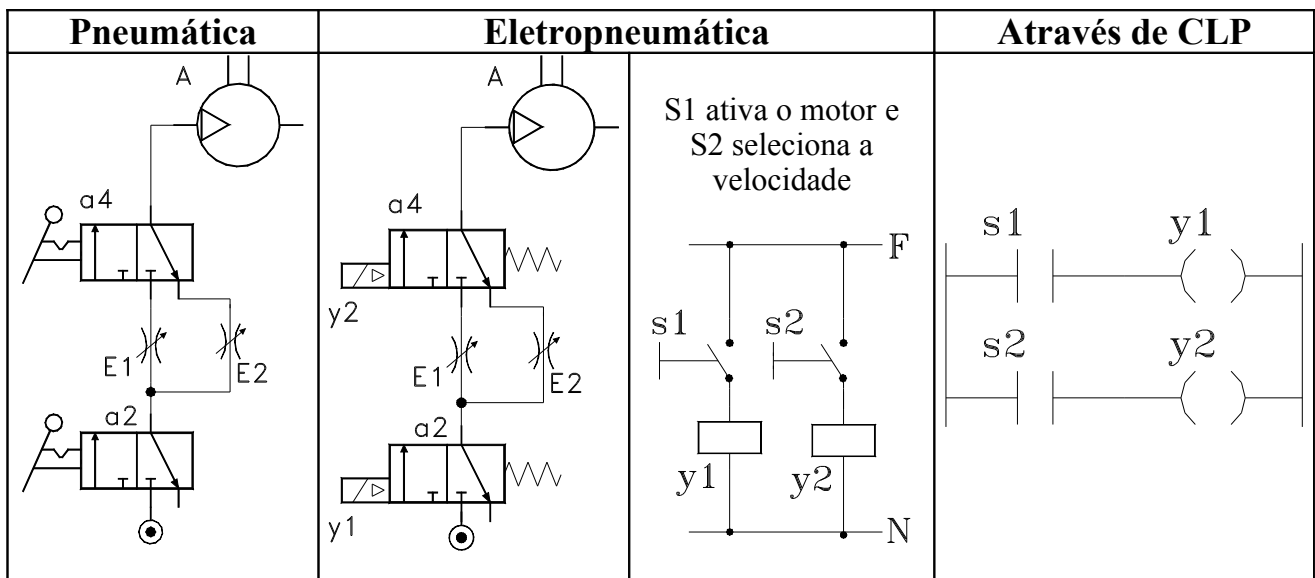 Pneumática
Eletropneumática
Através de CLP
A
a4
E1
E2
a2
A
a4
y2
E1
E2
a2
y1
S1 ativa o motor e
S2 seleciona a
velocidade
F
s1
s2
y1
y2
N
s1
y1
s2
y2